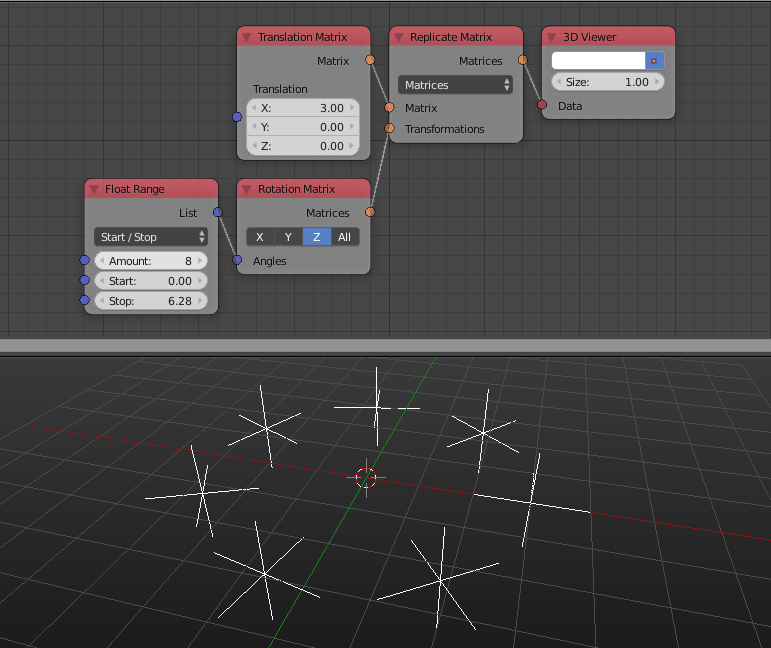 Translation Matrix
Matrix
Translation
X: 3.00
Y: 0.00
Z: 0.00
Replicate Matrix
Matrices
Matrices
Matrix
Transformations
3D Viewer
Size: 1.00
Data
Float Range
List
Start / Stop
Amount: 8
Start: 0.00
Stop: 6.28
Rotation Matrix
Matrices
X Y Z All
Angles